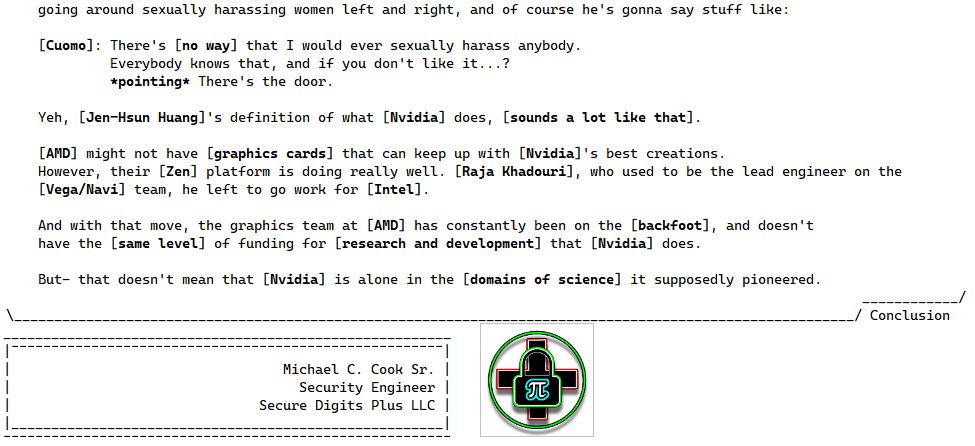 going around sexually harassing women left and right, and of course he's gonna say stuff like:
[Cuomo]: There's [no way] that I would ever sexually harass anybody.
Everybody knows that, and if you don't like it...?
*pointing* There's the door.
Yeh, [Jen-Hsun Huang]'s definition of what [Nvidia] does, [sounds a lot like that].
[AMD] might not have [graphics cards] that can keep up with [Nvidia]'s best creations.
However, their [Zen] platform is doing really well. [Raja Khadouri], who used to be the lead engineer on the
[Vega/Navi] team, he left to go work for [Intel].
And with that move, the graphics team at [AMD] has constantly been on the [backfoot], and doesn't
have the [same level] of funding for [research and development] that [Nvidia] does.
But- that doesn't mean that [Nvidia] is alone in the [domains of science] it supposedly pioneered.
Conclusion
Michael C. Cook Sr.
Security Engineer
Secure Digits Plus LLC
π